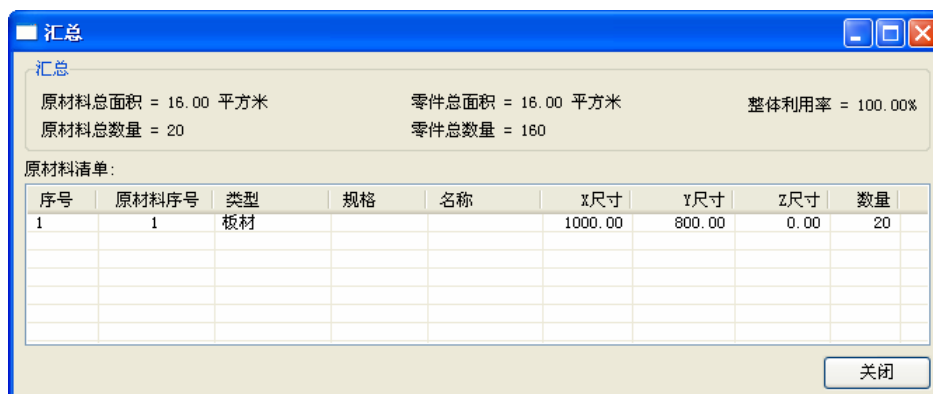 汇总
汇总
原材料总面积 = 16.00 平方米 零件总面积 = 16.00 平方米 整体利用率 = 100.00%
原材料总数量 = 20 零件总数量 = 160
原材料清单:
序号 原材料序号 类型 规格 名称 X尺寸 Y尺寸 Z尺寸 数量
1 1 板材 1000.00 800.00 0.00 20
关闭